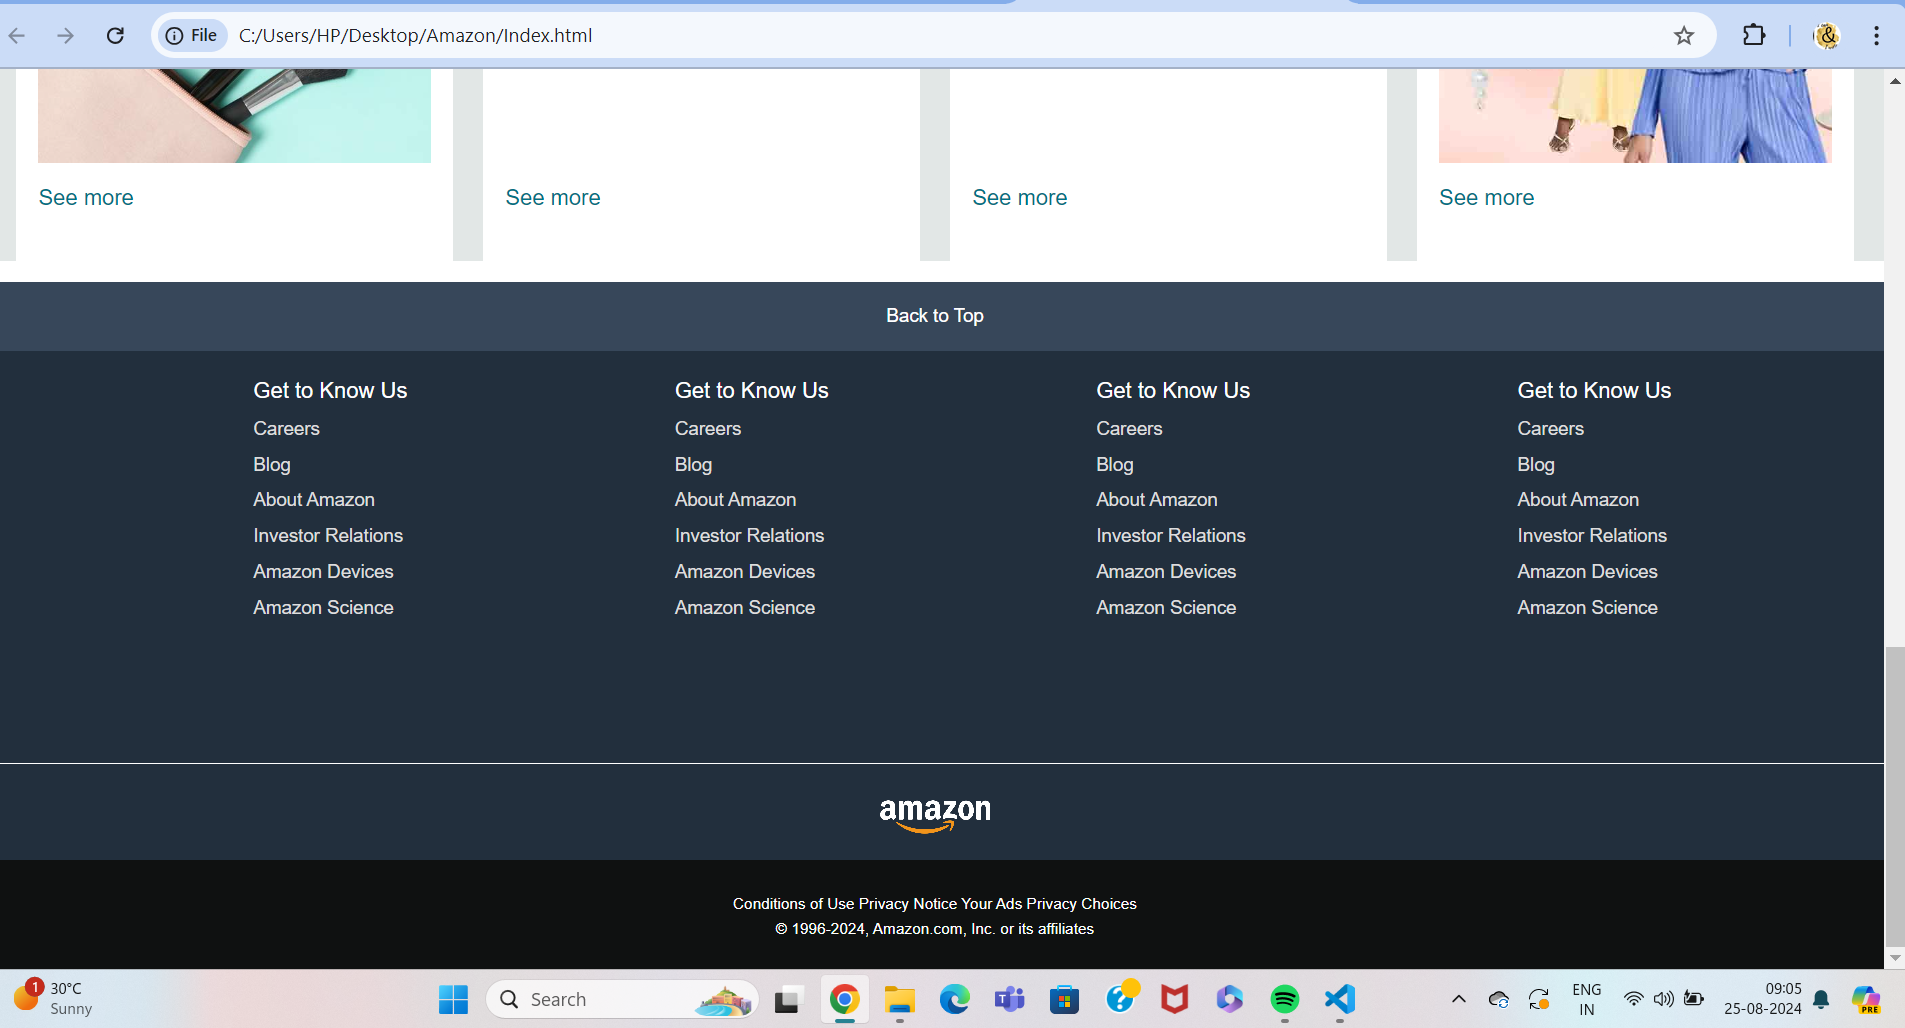 File C:/Users/HP/Desktop/Amazon/Index.html
See more See more See more See more
Back to Top
Get to Know Us Get to Know Us Get to Know Us Get to Know Us
Careers Careers Careers Careers
Blog Blog Blog Blog
About Amazon About Amazon About Amazon About Amazon
Investor Relations Investor Relations Investor Relations Investor Relations
Amazon Devices Amazon Devices Amazon Devices Amazon Devices
Amazon Science Amazon Science Amazon Science Amazon Science
amazon
Conditions of Use Privacy Notice Your Ads Privacy Choices
© 1996-2024, Amazon.com, Inc. or its affiliates
1 30°C
Sunny
Search
ENG
IN
09:05
25-08-2024
PRE